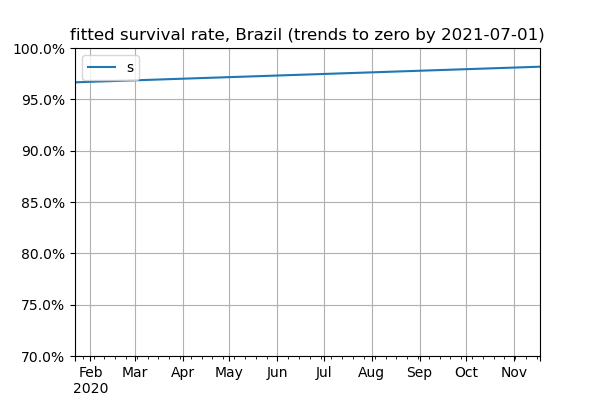 fitted survival rate, Brazil (trends to zero by 2021-07-01)
100.0%
s
95.0%
90.0%
85.0%
80.0%
75.0%
70.0%
Feb Mar Apr May Jun Jul Aug Sep Oct Nov
2020